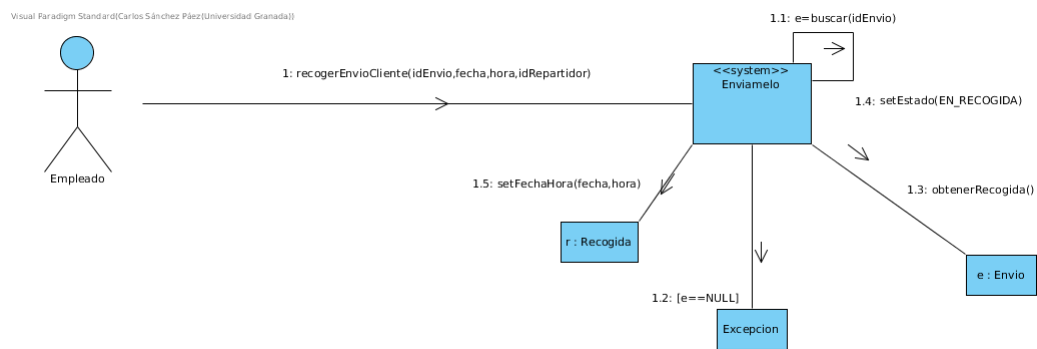 Visual Paradigm Standard(Carlos Sánchez Páez(Universidad Granada))
1.1: e=buscar(idEnvio)
1: recogerEnvioCliente(idEnvio,fecha,hora,idRepartidor)
<<system>>
Enviamelo
1.4: setEstado(EN_RECOGIDA)
Empleado
1.5: setFechaHora(fecha,hora)
1.3: obtenerRecogida()
r : Recogida
e : Envio
1.2: [e==NULL]
Excepcion